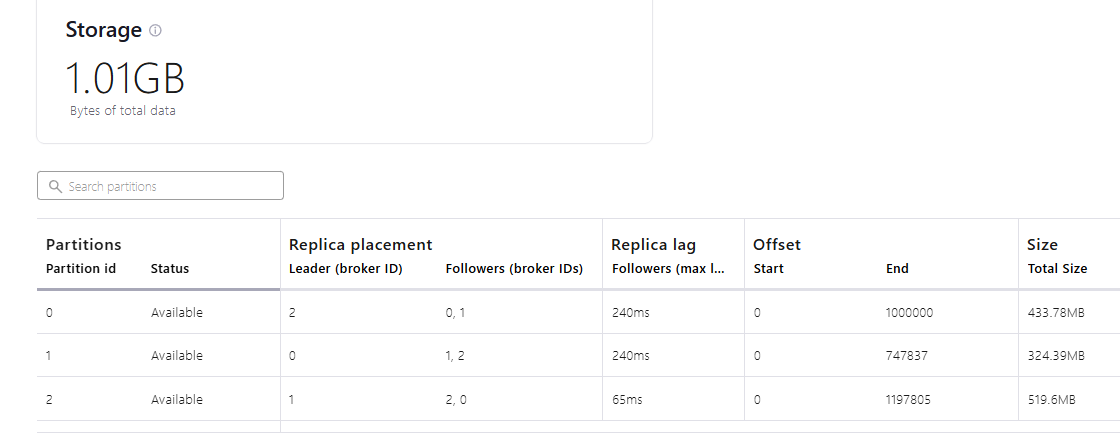 Storage
1.01GB
Bytes of total data
Search partitions
Partitions Replica placement Replica lag Offset Size
Partition id Status Leader (broker ID) Followers (broker IDs) Followers (max l... Start End Total Size
0 Available 2 0, 1 240ms 0 1000000 433.78MB
1 Available 0 1, 2 240ms 0 747837 324.39MB
2 Available 1 2, 0 65ms 0 1197805 519.6MB